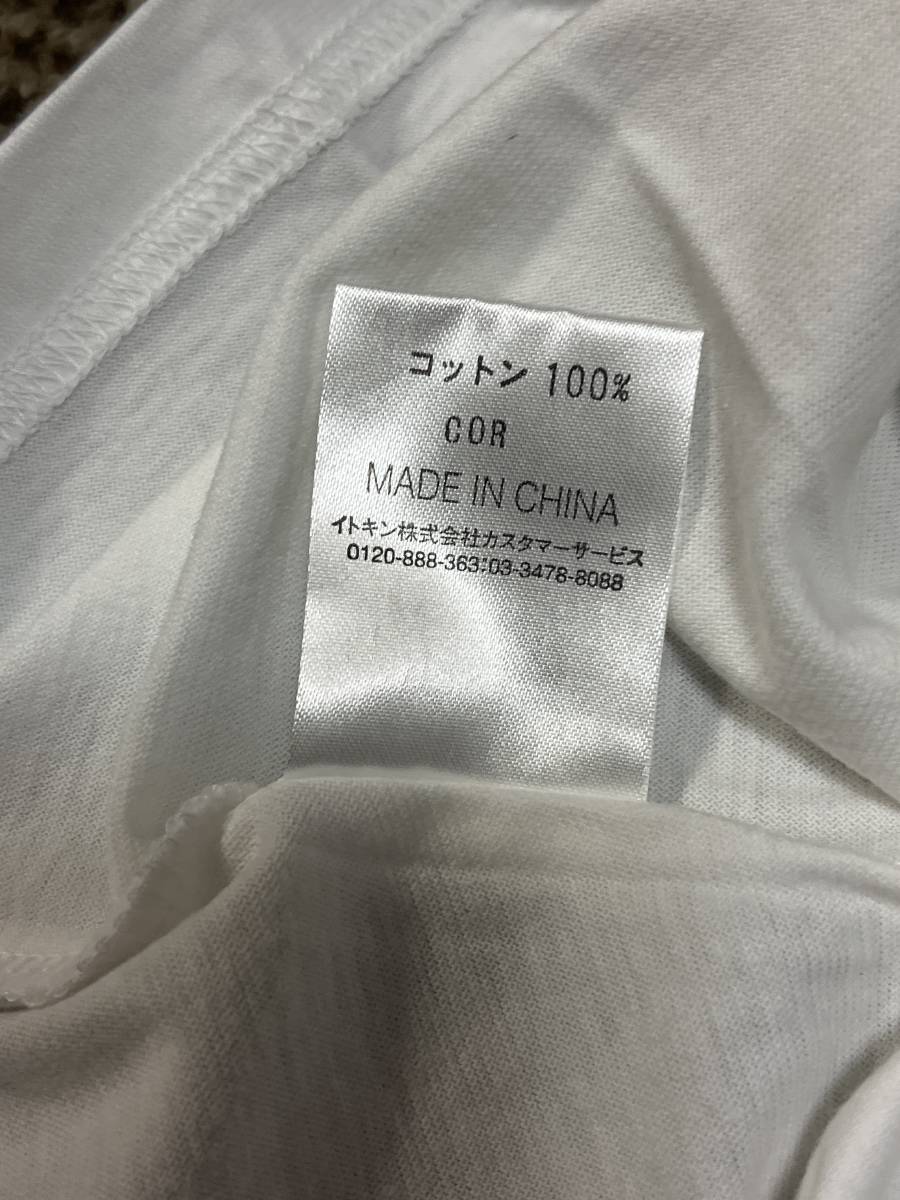 コットン 100%
COR
MADE IN CHINA
イトキン株式会社カスタマーサービス
0120-888-363:03-3478-8088